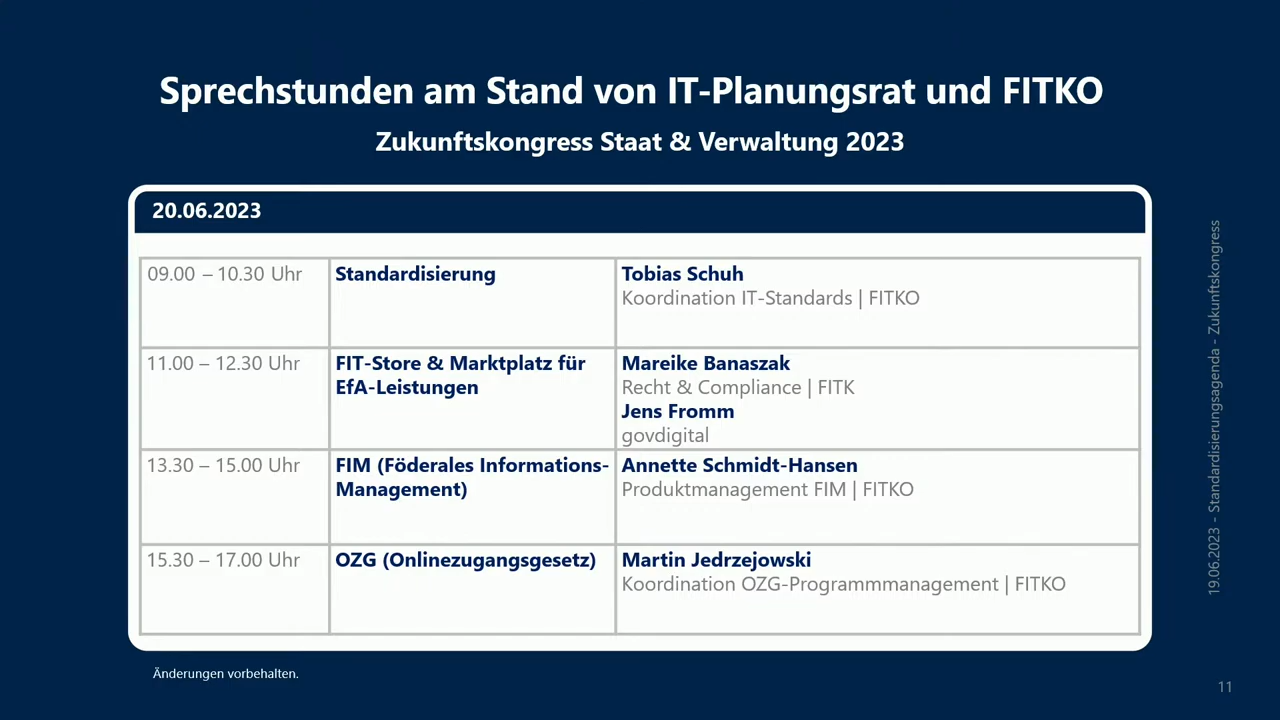 Sprechstunden am Stand von IT-Planungsrat und FITKO
Zukunftskongress Staat & Verwaltung 2023
20.06.2023
09.00 – 10.30 Uhr
Standardisierung
Tobias Schuh
Koordination IT-Standards | FITKO
11.00 – 12.30 Uhr
FIT-Store & Marktplatz für
EfA-Leistungen
Mareike Banaszak
Recht & Compliance | FITK
Jens Fromm
govdigital
13.30 – 15.00 Uhr
FIM (Föderales Informations-
Management)
Annette Schmidt-Hansen
Produktmanagement FIM | FITKO
15.30 – 17.00 Uhr
OZG (Onlinezugangsgesetz)
Martin Jedrzejowski
Koordination OZG-Programmmanagement | FITKO
Änderungen vorbehalten.
19.06.2023 - Standardisierungsagenda - Zukunftskongress
11